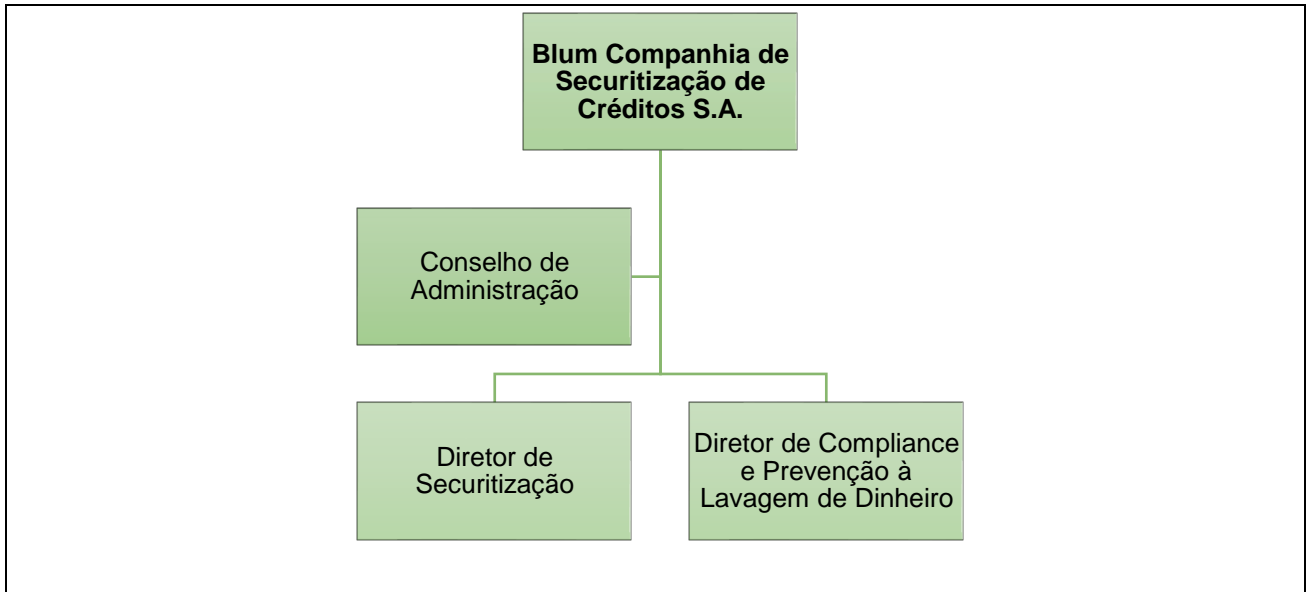 Blum Companhia de
Securitização de
Créditos S.A.
Conselho de
Administração
Diretor de
Securitização
Diretor de Compliance
e Prevenção à
Lavagem de Dinheiro